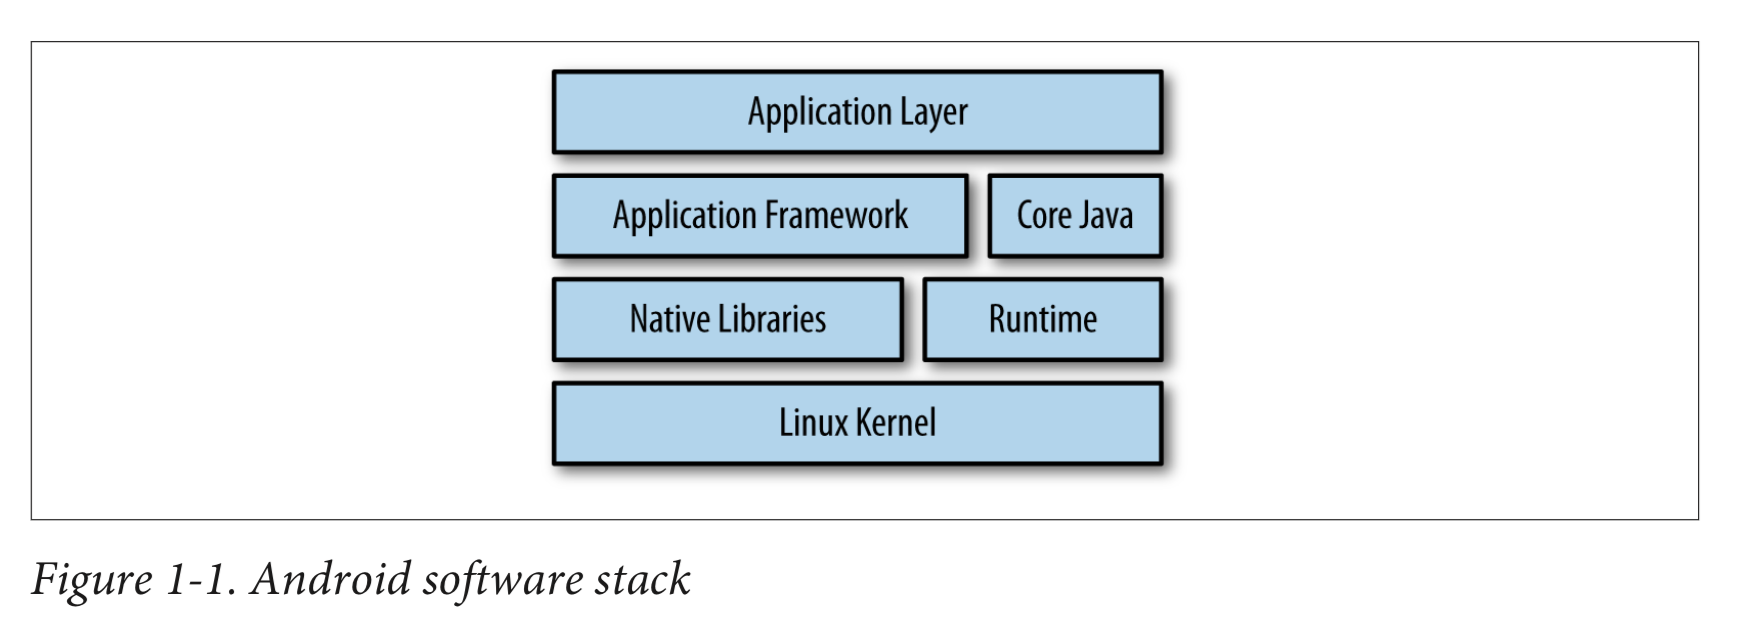 Application Layer
Application Framework
Core Java
Native Libraries
Runtime
Linux Kernel
Figure 1-1. Android software stack